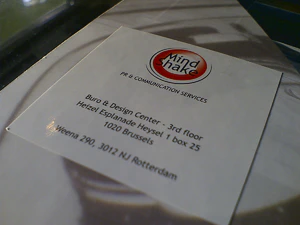 Mind
Shake
PR & COMMUNICATION SERVICES
Buro & Design Center - 3rd floor
Heizel Esplanade Heysel 1 box 25
1020 Brussels
Weena 290, 3012 NJ Rotterdam